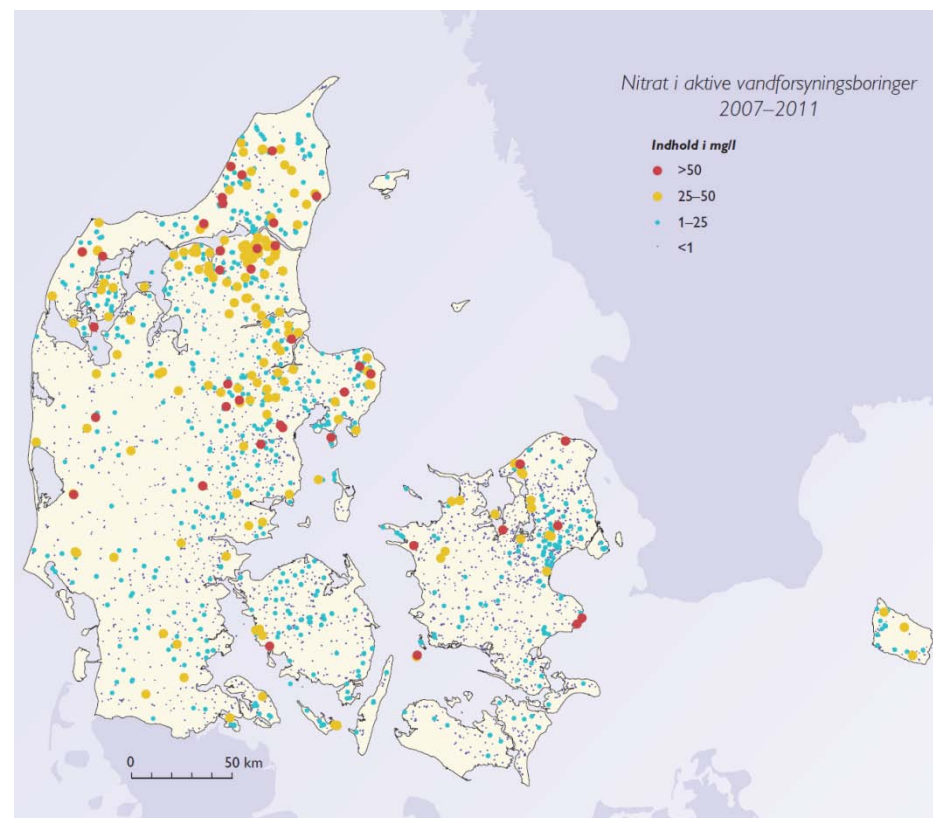 Nitrat i aktive vandforsyningsboringer
2007–2011
Indhold i mg/l
>50
25–50
1–25
<1
0 50 km